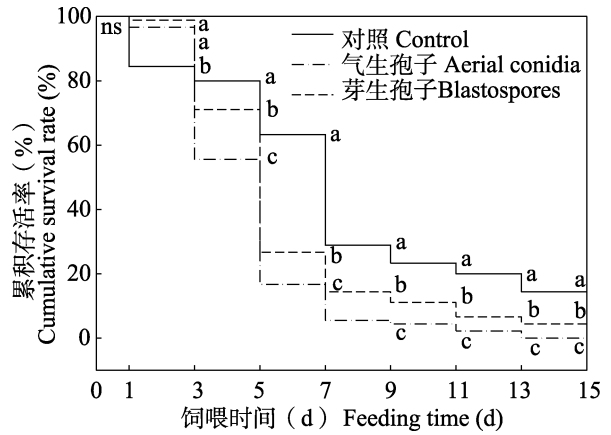 100
80
60
40
20
0
累积存活率（%）
Cumulative survival rate (%)
ns
a
a
b
a
b
c
a
b
c
a
b
c
a
b
c
a
b
c
a
b
c
对照 Control
气生孢子 Aerial conidia
芽生孢子Blastospores
0 1 3 5 7 9 11 13 15
饲喂时间（d）Feeding time (d)